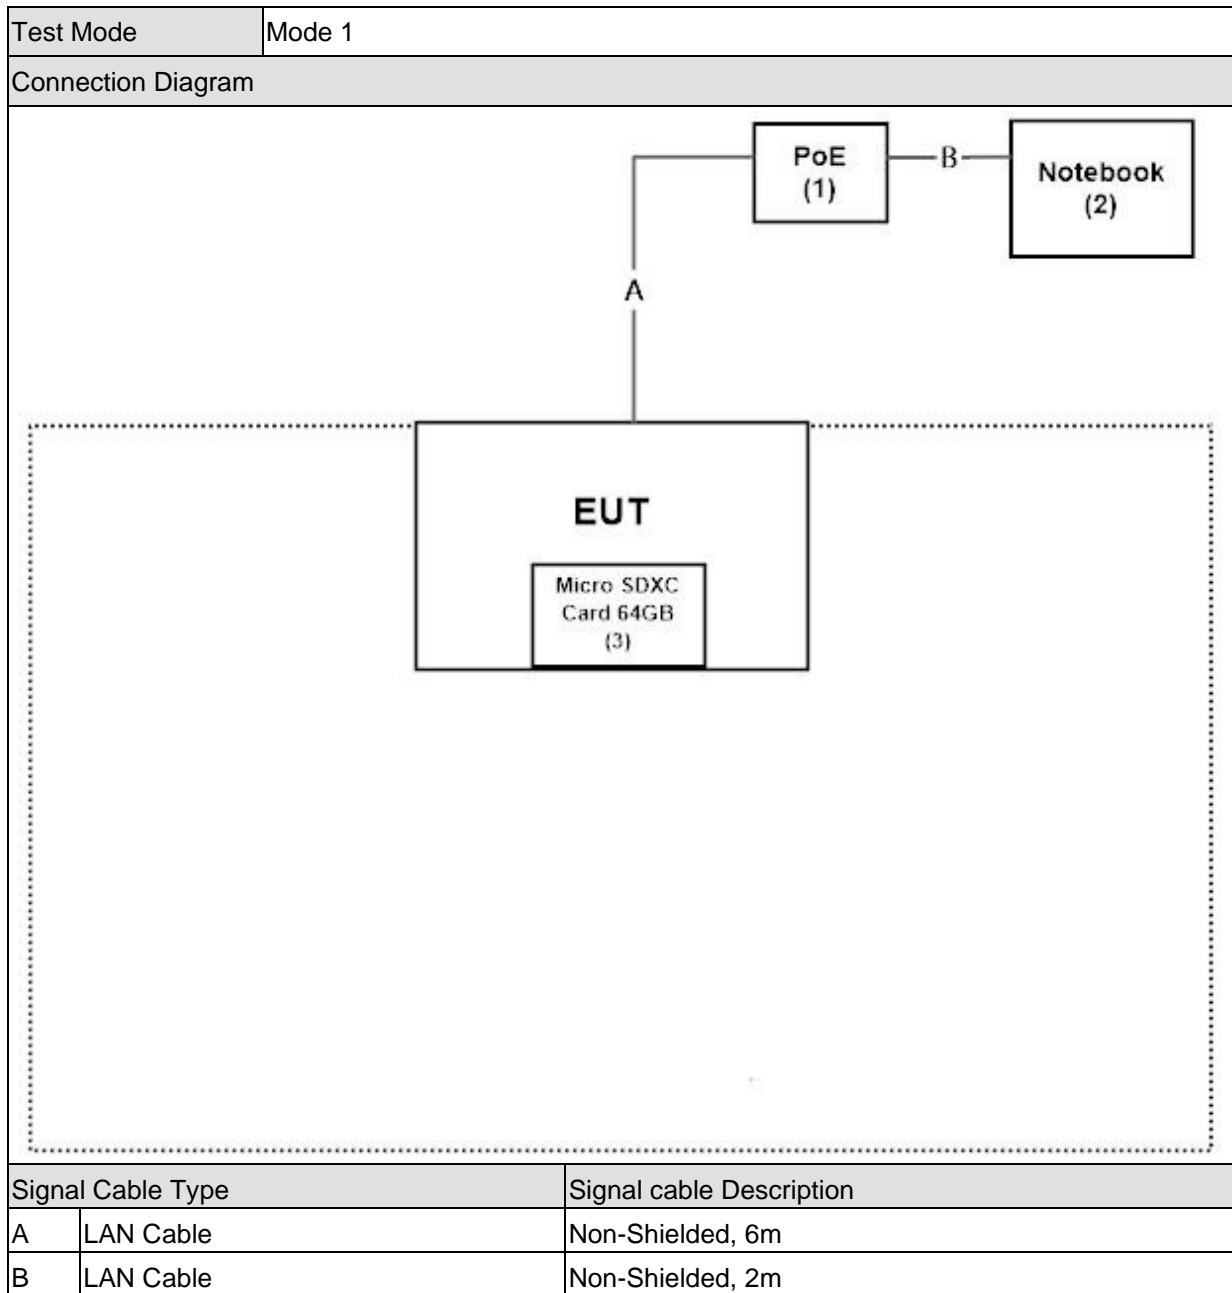 Test Mode Mode 1
Connection Diagram
PoE
(1)
B
Notebook
(2)
A
EUT
Micro SDXC
Card 64GB
(3)
Signal Cable Type Signal cable Description
A LAN Cable Non-Shielded, 6m
B LAN Cable Non-Shielded, 2m